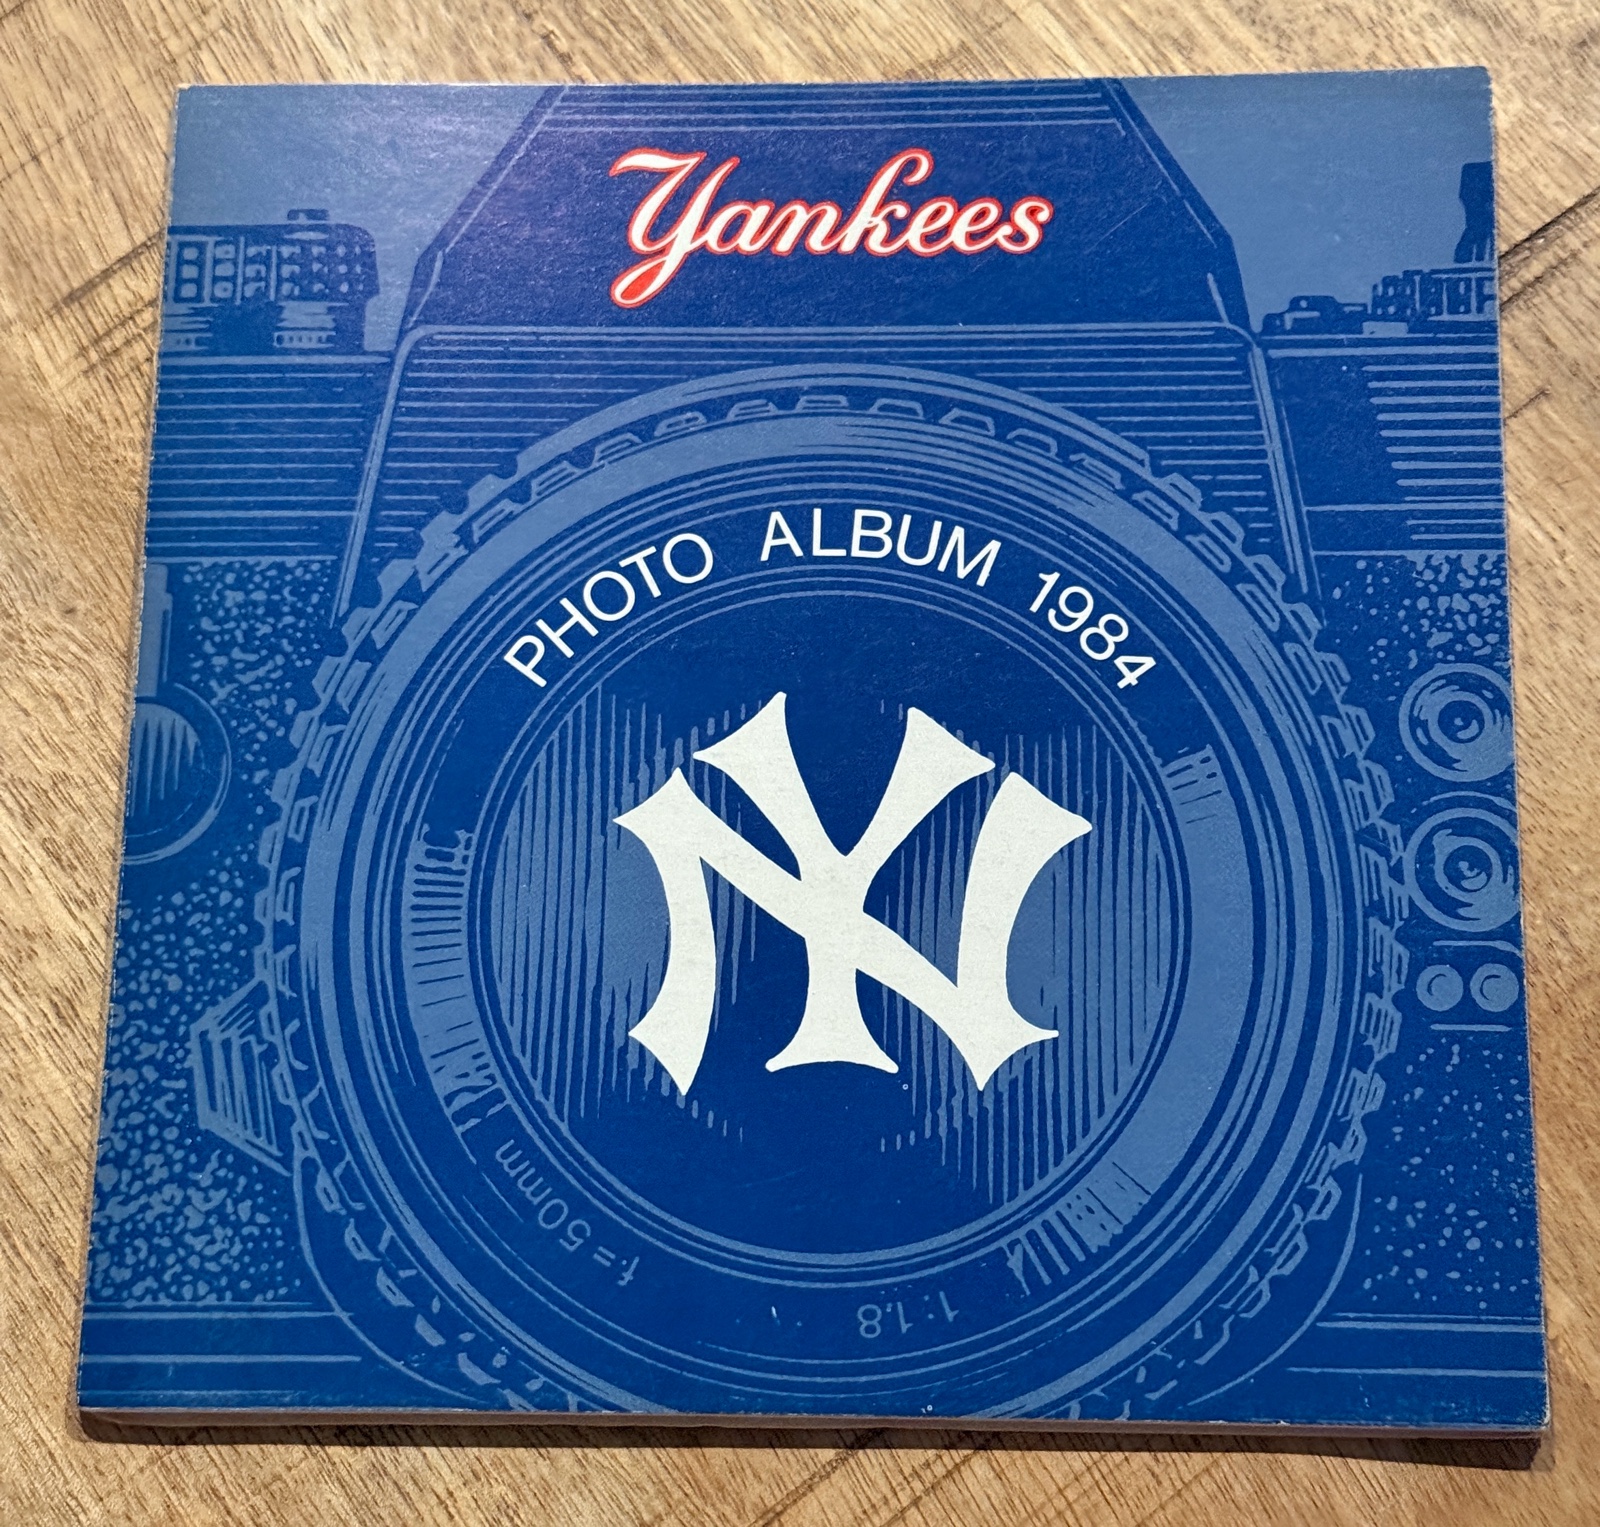 Yankees
PHOTO ALBUM 1984
NY
f=50mm
1:1,8